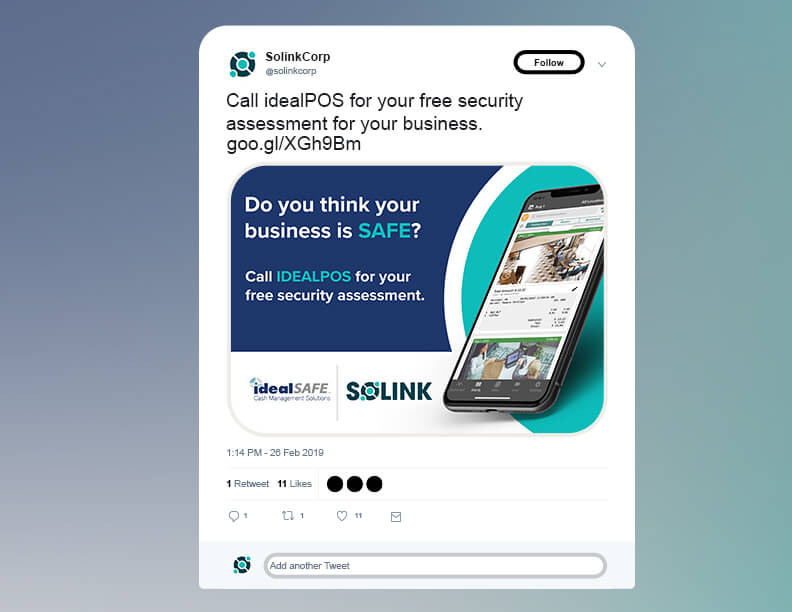 SolinkCorp
@solinkcorp
Follow
Call idealPOS for your free security
assessment for your business.
goo.gl/XGh9Bm
Do you think your
business is SAFE?
Call IDEALPOS for your
free security assessment.
idealSAFE
Cash Management Solutions
SOLINK
1:14 PM - 26 Feb 2019
1 Retweet 11 Likes
1 1 11
Add another Tweet